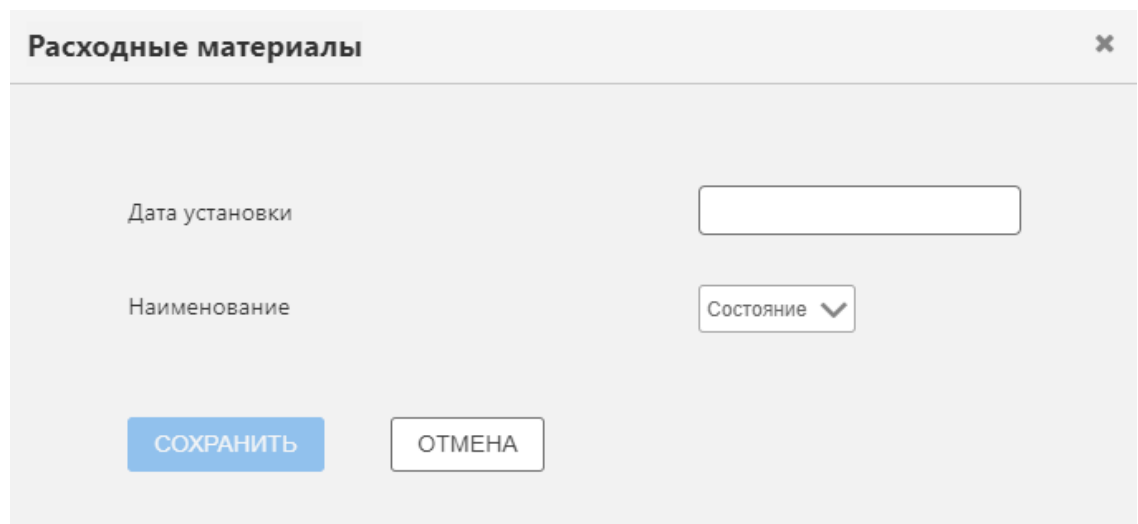 Расходные материалы
Дата установки
Наименование
Состояние
СОХРАНИТЬ
ОТМЕНА